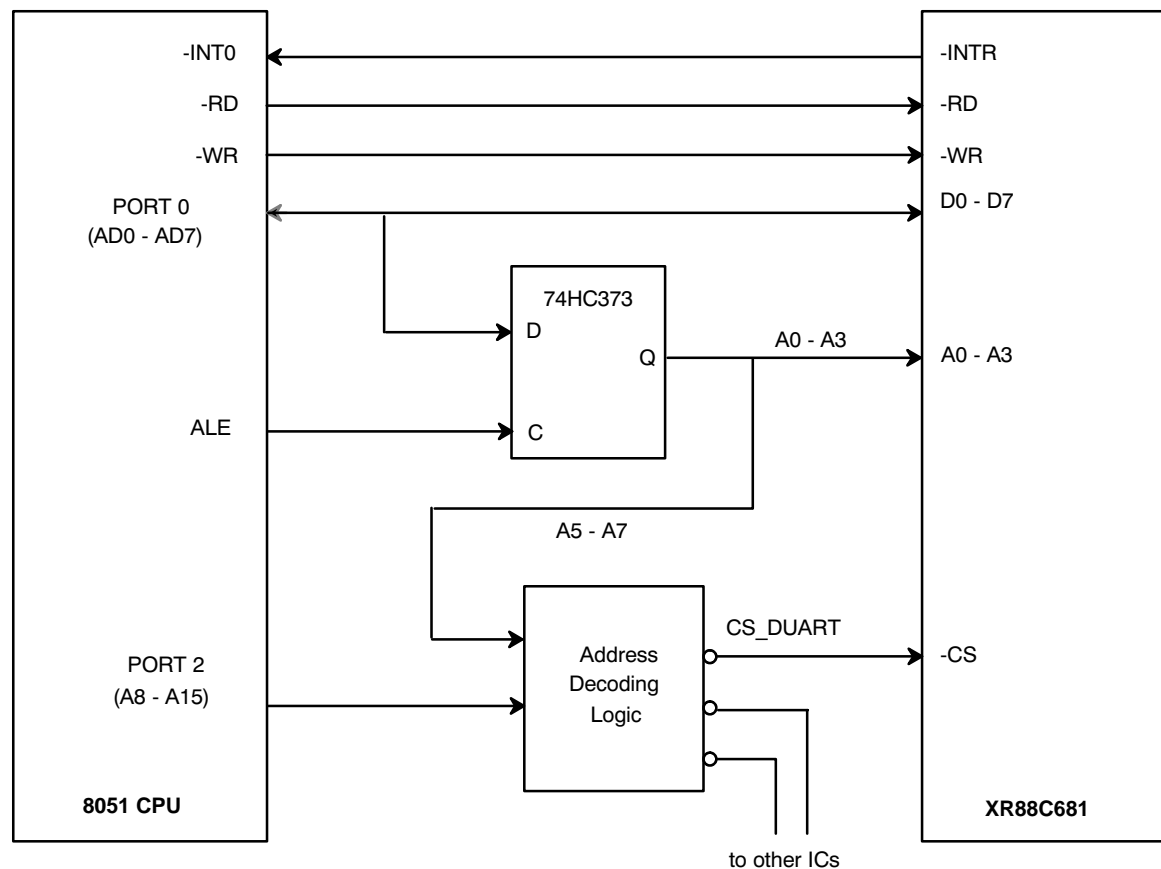 -INT0
-INTR
-RD
-RD
-WR
-WR
PORT 0
(AD0 - AD7)
D0 - D7
74HC373
D
Q
A0 - A3
A0 - A3
ALE
C
A5 - A7
PORT 2
(A8 - A15)
Address
Decoding
Logic
CS_DUART
-CS
8051 CPU
XR88C681
to other ICs